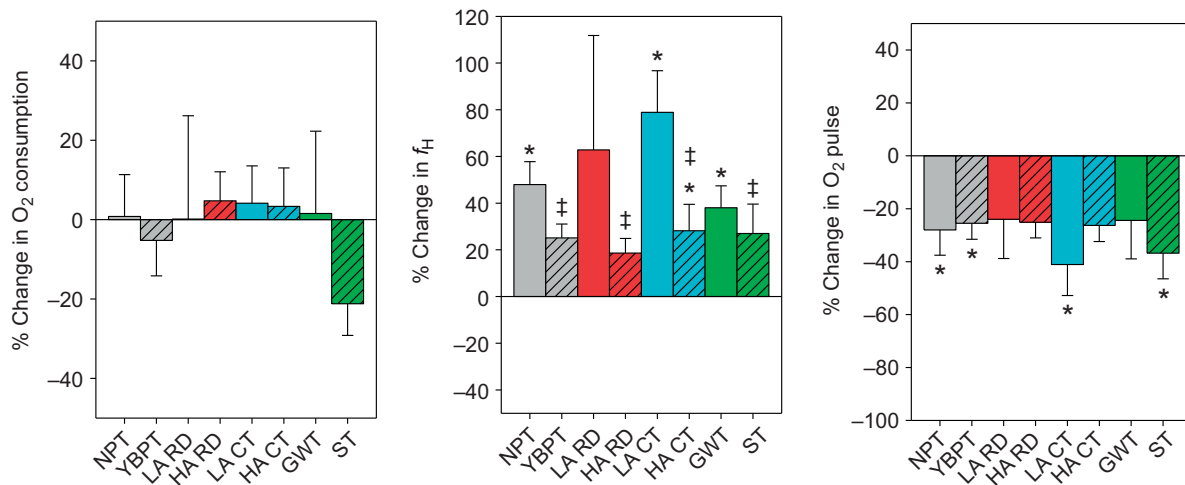 % Change in O2 consumption
40
20
0
–20
–40
NPT
YBPT
LA RD
HA RD
LA CT
HA CT
GWT
ST
% Change in fH
120
100
80
60
40
20
0
–20
–40
*
‡
‡
*
‡
*
*
‡
NPT
YBPT
LA RD
HA RD
LA CT
HA CT
GWT
ST
% Change in O2 pulse
40
20
0
–20
–40
–60
–80
–100
*
*
*
*
NPT
YBPT
LA RD
HA RD
LA CT
HA CT
GWT
ST